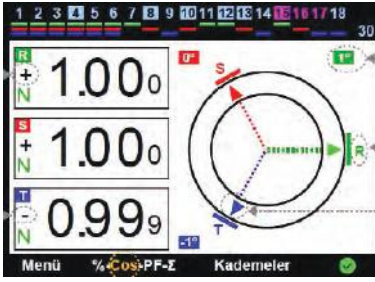 1 2 3 4 5 6 7 8 9 10 11 12 13 14 15 16 17 18
30
R + N 1.000
S + N 1.000
T - N 0.999
0°
1°
-1°
S
R
T
Menü %-Cos-PF-Σ Kademeler